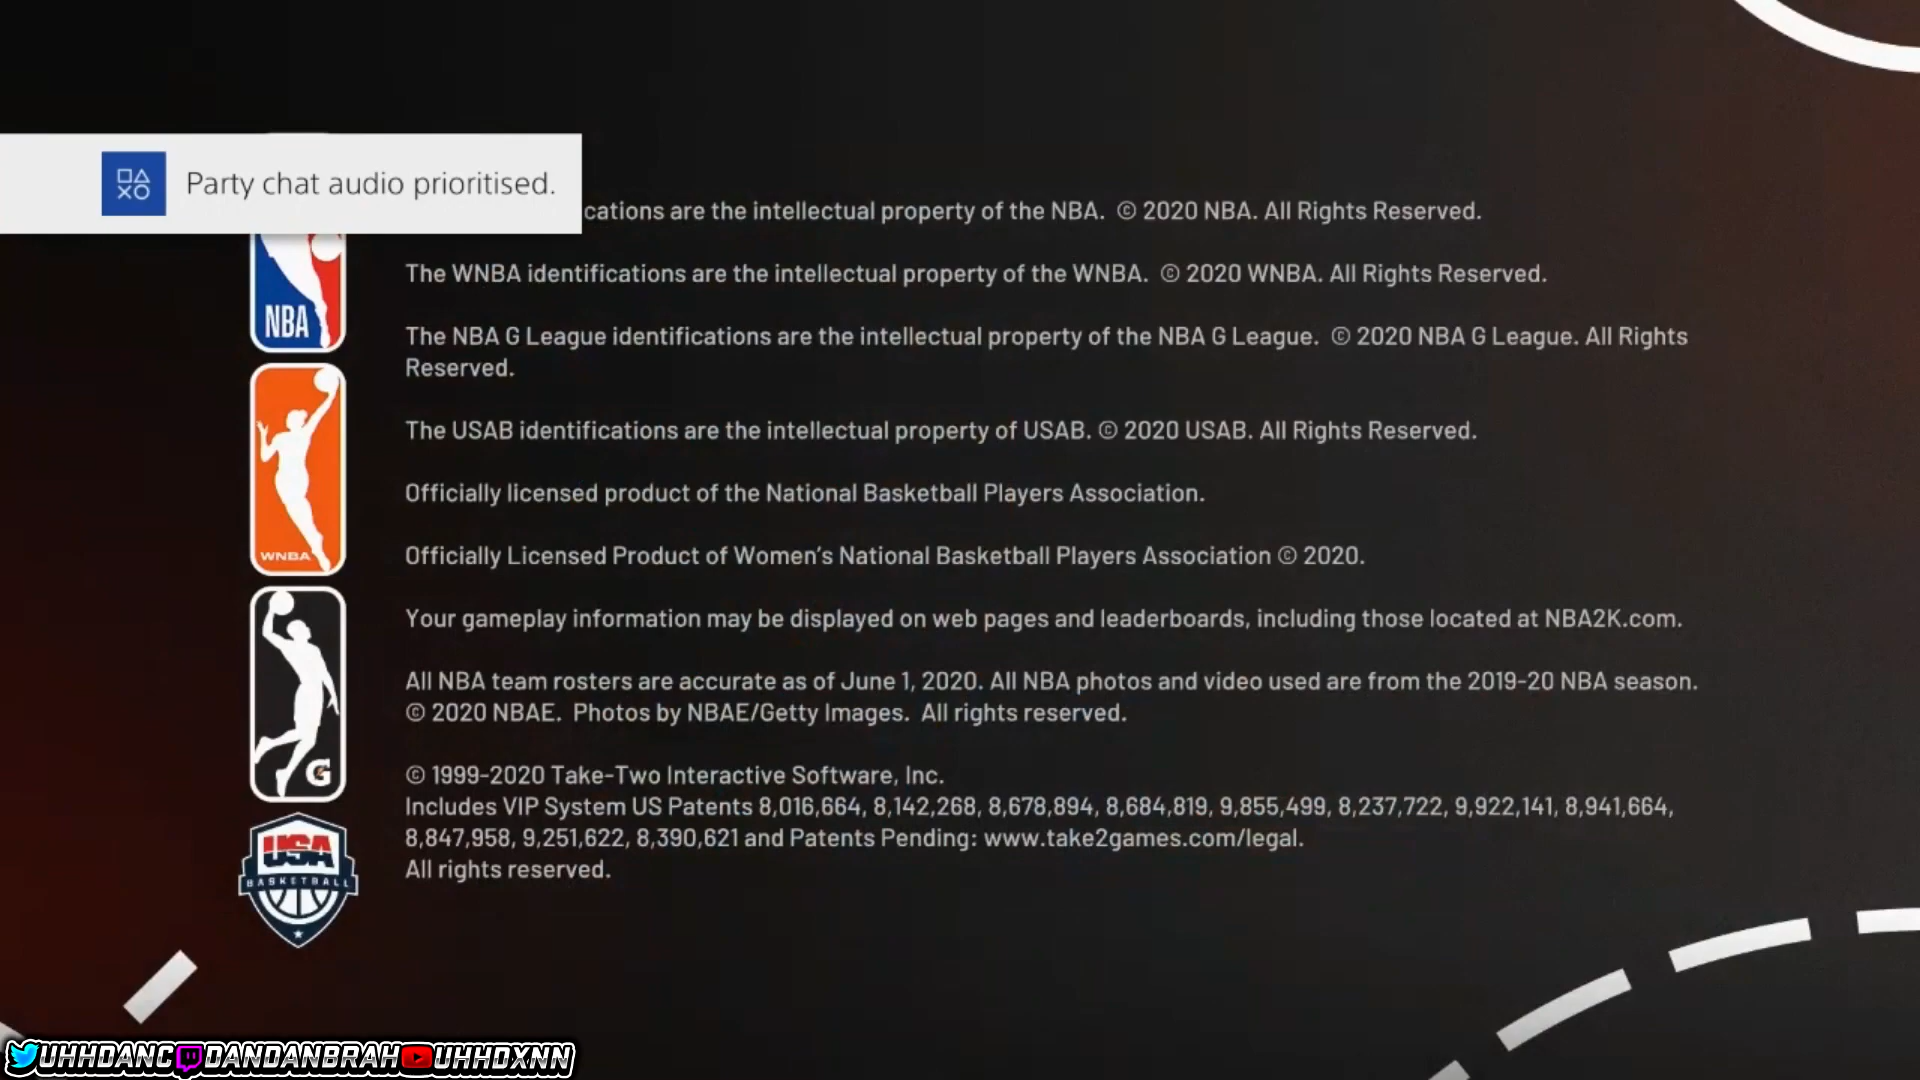 Party chat audio prioritised.
cations are the intellectual property of the NBA. © 2020 NBA. All Rights Reserved.
NBA
The WNBA identifications are the intellectual property of the WNBA. © 2020 WNBA. All Rights Reserved.
The NBA G League identifications are the intellectual property of the NBA G League. © 2020 NBA G League. All Rights
Reserved.
WNBA
The USAB identifications are the intellectual property of USAB. © 2020 USAB. All Rights Reserved.
Officially licensed product of the National Basketball Players Association.
Officially Licensed Product of Women's National Basketball Players Association © 2020.
Your gameplay information may be displayed on web pages and leaderboards, including those located at NBA2K.com.
G
All NBA team rosters are accurate as of June 1, 2020. All NBA photos and video used are from the 2019-20 NBA season.
© 2020 NBAE. Photos by NBAE/Getty Images. All rights reserved.
© 1999-2020 Take-Two Interactive Software, Inc.
Includes VIP System US Patents 8,016,664, 8,142,268, 8,678,894, 8,684,819, 9,855,499, 8,237,722, 9,922,141, 8,941,664,
8,847,958, 9,251,622, 8,390,621 and Patents Pending: www.take2games.com/legal.
All rights reserved.
USA
BASKETBALL
UHHDANC DANDANBRAH UHHDXNN